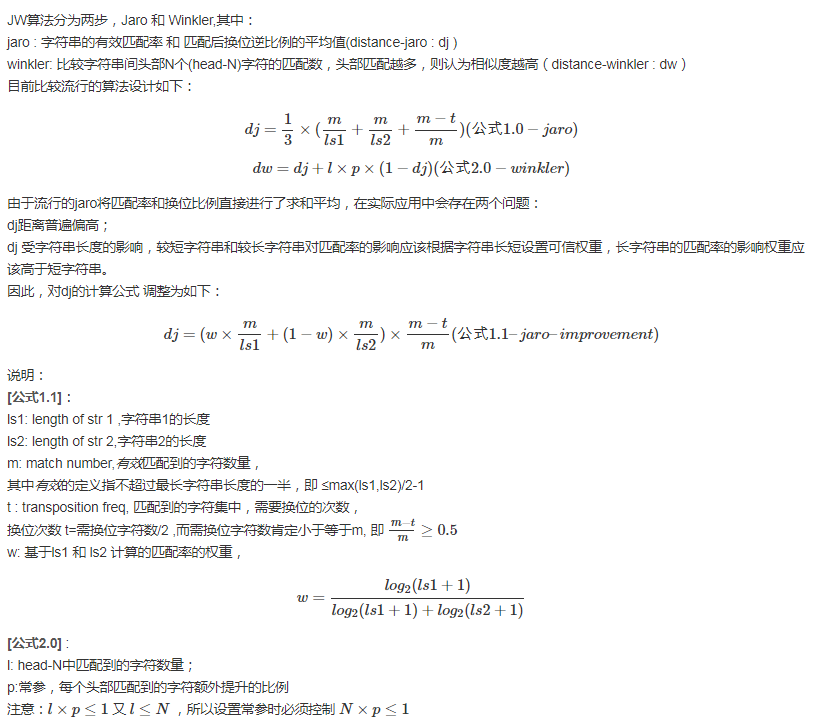 JW算法分为两步，Jaro 和 Winkler,其中：
jaro : 字符串的有效匹配率 和 匹配后换位逆比例的平均值(distance-jaro : dj )
winkler: 比较字符串间头部N个(head-N)字符的匹配数，头部匹配越多，则认为相似度越高（distance-winkler : dw ）
目前比较流行的算法设计如下：
dj = \frac{1}{3} × (\frac{m}{ls1} + \frac{m}{ls2} + \frac{m-t}{m})(公式1.0 − jaro)
dw = dj + l × p × (1 − dj)(公式2.0 − winkler)
由于流行的jaro将匹配率和换位比例直接进行了求和平均，在实际应用中会存在两个问题：
dj距离普遍偏高；
dj 受字符串长度的影响，较短字符串和较长字符串对匹配率的影响应该根据字符串长短设置可信权重，长字符串的匹配率的影响权重应
该高于短字符串。
因此，对dj的计算公式 调整为如下：
dj = (w × \frac{m}{ls1} + (1 − w) × \frac{m}{ls2}) × \frac{m-t}{m}(公式1.1–jaro–improvement)
说明：
[公式1.1]：
ls1: length of str 1 ,字符串1的长度
ls2: length of str 2,字符串2的长度
m: match number,有效匹配到的字符数量，
其中有效的定义指不超过最长字符串长度的一半，即 ≤max(ls1,ls2)/2-1
t : transposition freq, 匹配到的字符集中，需要换位的次数，
换位次数 t=需换位字符数/2 ,而需换位字符数肯定小于等于m, 即 \frac{m-t}{m} ≥ 0.5
w: 基于ls1 和 ls2 计算的匹配率的权重，
w = \frac{log_2(ls1 + 1)}{log_2(ls1 + 1) + log_2(ls2 + 1)}
[公式2.0] :
l: head-N中匹配到的字符数量；
p:常参，每个头部匹配到的字符额外提升的比例
注意：l × p ≤ 1 又 l ≤ N ，所以设置常参时必须控制 N × p ≤ 1